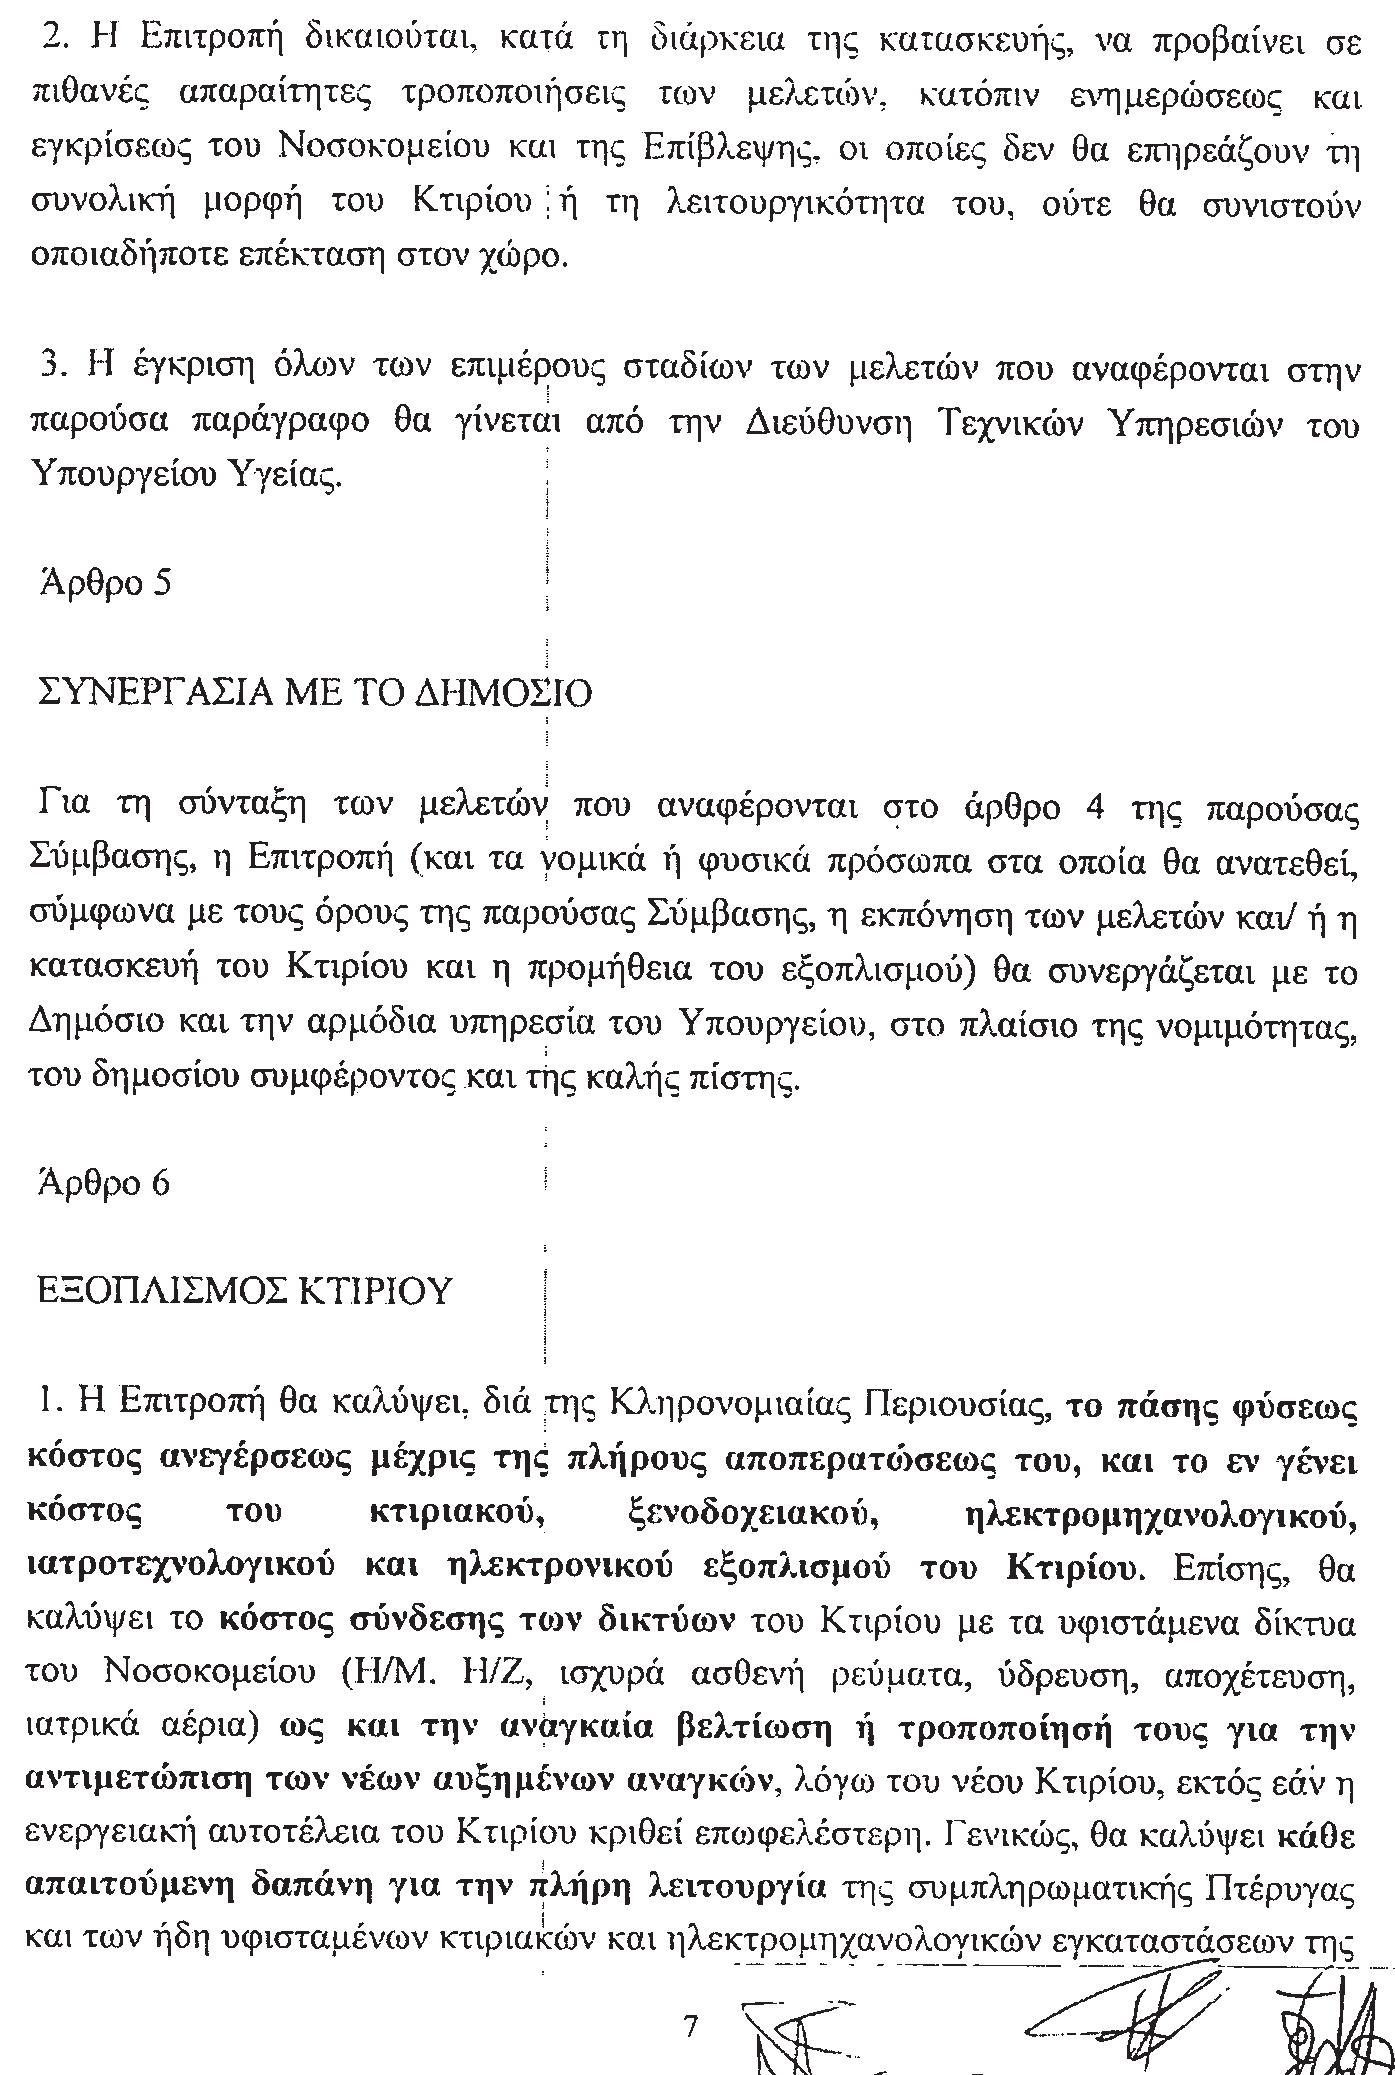 2. Η Επιτροπή δικαιούται, κατά τη διάρκεια της κατασκευής, να προβαίνει σε
πιθανές απαραίτητες τροποποιήσεις των μελετών, κατόπιν ενημερώσεως και
εγκρίσεως του Νοσοκομείου και της Επίβλεψης, οι οποίες δεν θα επηρεάζουν τη
συνολική μορφή του Κτιρίου ή τη λειτουργικότητα του, ούτε θα συνιστούν
οποιαδήποτε επέκταση στον χώρο.
3. Η έγκριση όλων των επιμέρους σταδίων των μελετών που αναφέρονται στην
παρούσα παράγραφο θα γίνεται από την Διεύθυνση Τεχνικών Υπηρεσιών του
Υπουργείου Υγείας.
Άρθρο 5
ΣΥΝΕΡΓΑΣΙΑ ΜΕ ΤΟ ΔΗΜΟΣΙΟ
Για τη σύνταξη των μελετών που αναφέρονται στο άρθρο 4 της παρούσας
Σύμβασης, η Επιτροπή (και τα νομικά ή φυσικά πρόσωπα στα οποία θα ανατεθεί,
σύμφωνα με τους όρους της παρούσας Σύμβασης, η εκπόνηση των μελετών και/ ή η
κατασκευή του Κτιρίου και η προμήθεια του εξοπλισμού) θα συνεργάζεται με το
Δημόσιο και την αρμόδια υπηρεσία του Υπουργείου, στο πλαίσιο της νομιμότητας,
του δημοσίου συμφέροντος και της καλής πίστης.
Άρθρο 6
ΕΞΟΠΛΙΣΜΟΣ ΚΤΙΡΙΟΥ
1. Η Επιτροπή θα καλύψει, διά της Κληρονομιαίας Περιουσίας, το πάσης φύσεως
κόστος ανεγέρσεως μέχρις της πλήρους αποπερατώσεως του, και το εν γένει
κόστος του κτιριακού, ξενοδοχειακού, ηλεκτρομηχανολογικού,
ιατροτεχνολογικού και ηλεκτρονικού εξοπλισμού του Κτιρίου. Επίσης, θα
καλύψει το κόστος σύνδεσης των δικτύων του Κτιρίου με τα υφιστάμενα δίκτυα
του Νοσοκομείου (Η/Μ. Η/Ζ, ισχυρά ασθενή ρεύματα, ύδρευση, αποχέτευση,
ιατρικά αέρια) ως και την αναγκαία βελτίωση ή τροποποίησή τους για την
αντιμετώπιση των νέων αυξημένων αναγκών, λόγω του νέου Κτιρίου, εκτός εάν η
ενεργειακή αυτοτέλεια του Κτιρίου κριθεί επωφελέστερη. Γενικώς, θα καλύψει κάθε
απαιτούμενη δαπάνη για την πλήρη λειτουργία της συμπληρωματικής Πτέρυγας
και των ήδη υφισταμένων κτιριακών και ηλεκτρομηχανολογικών εγκαταστάσεων της
7